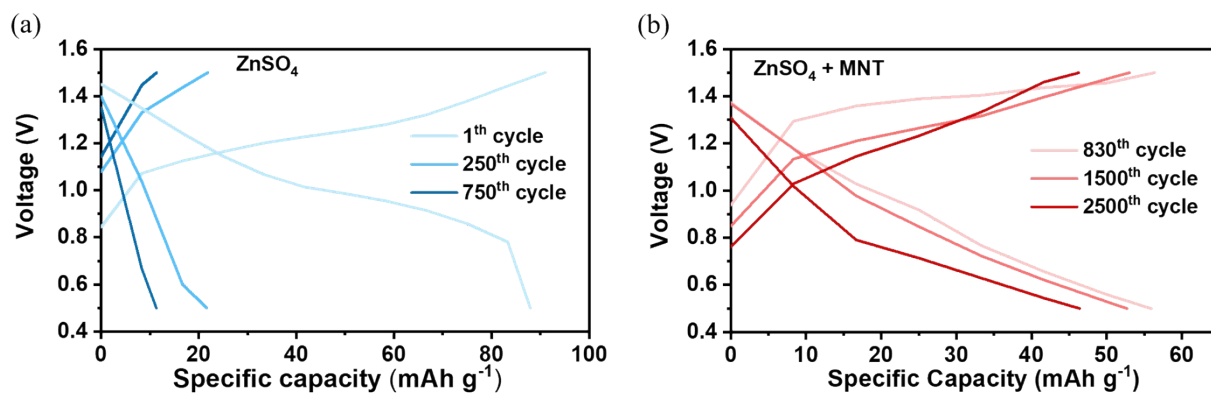 (a)
ZnSO4
1th cycle
250th cycle
750th cycle
1.6
1.4
1.2
1.0
0.8
0.6
0.4
Voltage (V)
0 20 40 60 80 100
Specific capacity (mAh g-1)
(b)
ZnSO4 + MNT
830th cycle
1500th cycle
2500th cycle
1.6
1.4
1.2
1.0
0.8
0.6
0.4
Voltage (V)
0 10 20 30 40 50 60
Specific Capacity (mAh g-1)